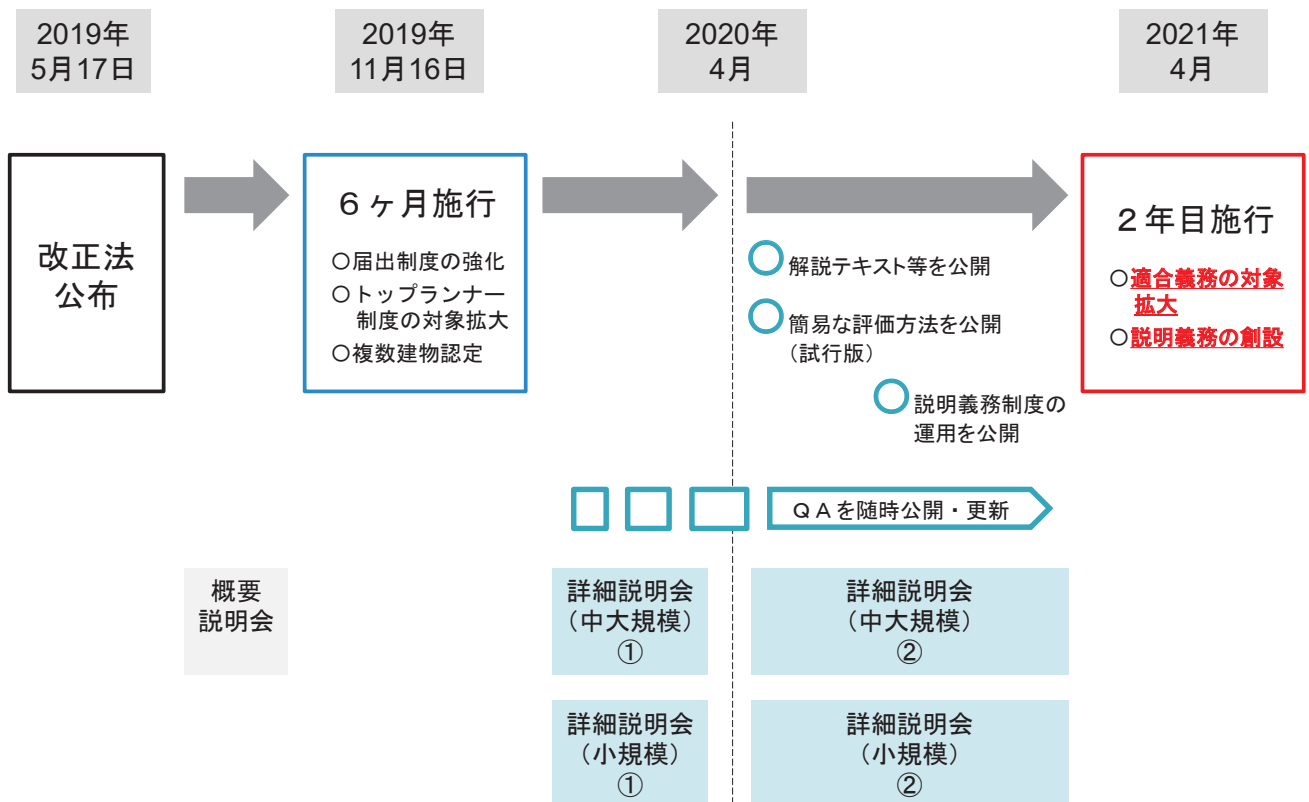 2019年
5月17日
2019年
11月16日
2020年
4月
2021年
4月
改正法
公布
６ヶ月施行
○届出制度の強化
○トップランナー
制度の対象拡大
○複数建物認定
解説テキスト等を公開
簡易な評価方法を公開
（試行版）
説明義務制度の
運用を公開
２年目施行
○適合義務の対象
拡大
○説明義務の創設
ＱＡを随時公開・更新
概要
説明会
詳細説明会
（中大規模）
①
詳細説明会
（中大規模）
②
詳細説明会
（小規模）
①
詳細説明会
（小規模）
②